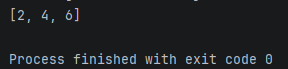 [2, 4, 6]
Process finished with exit code 0